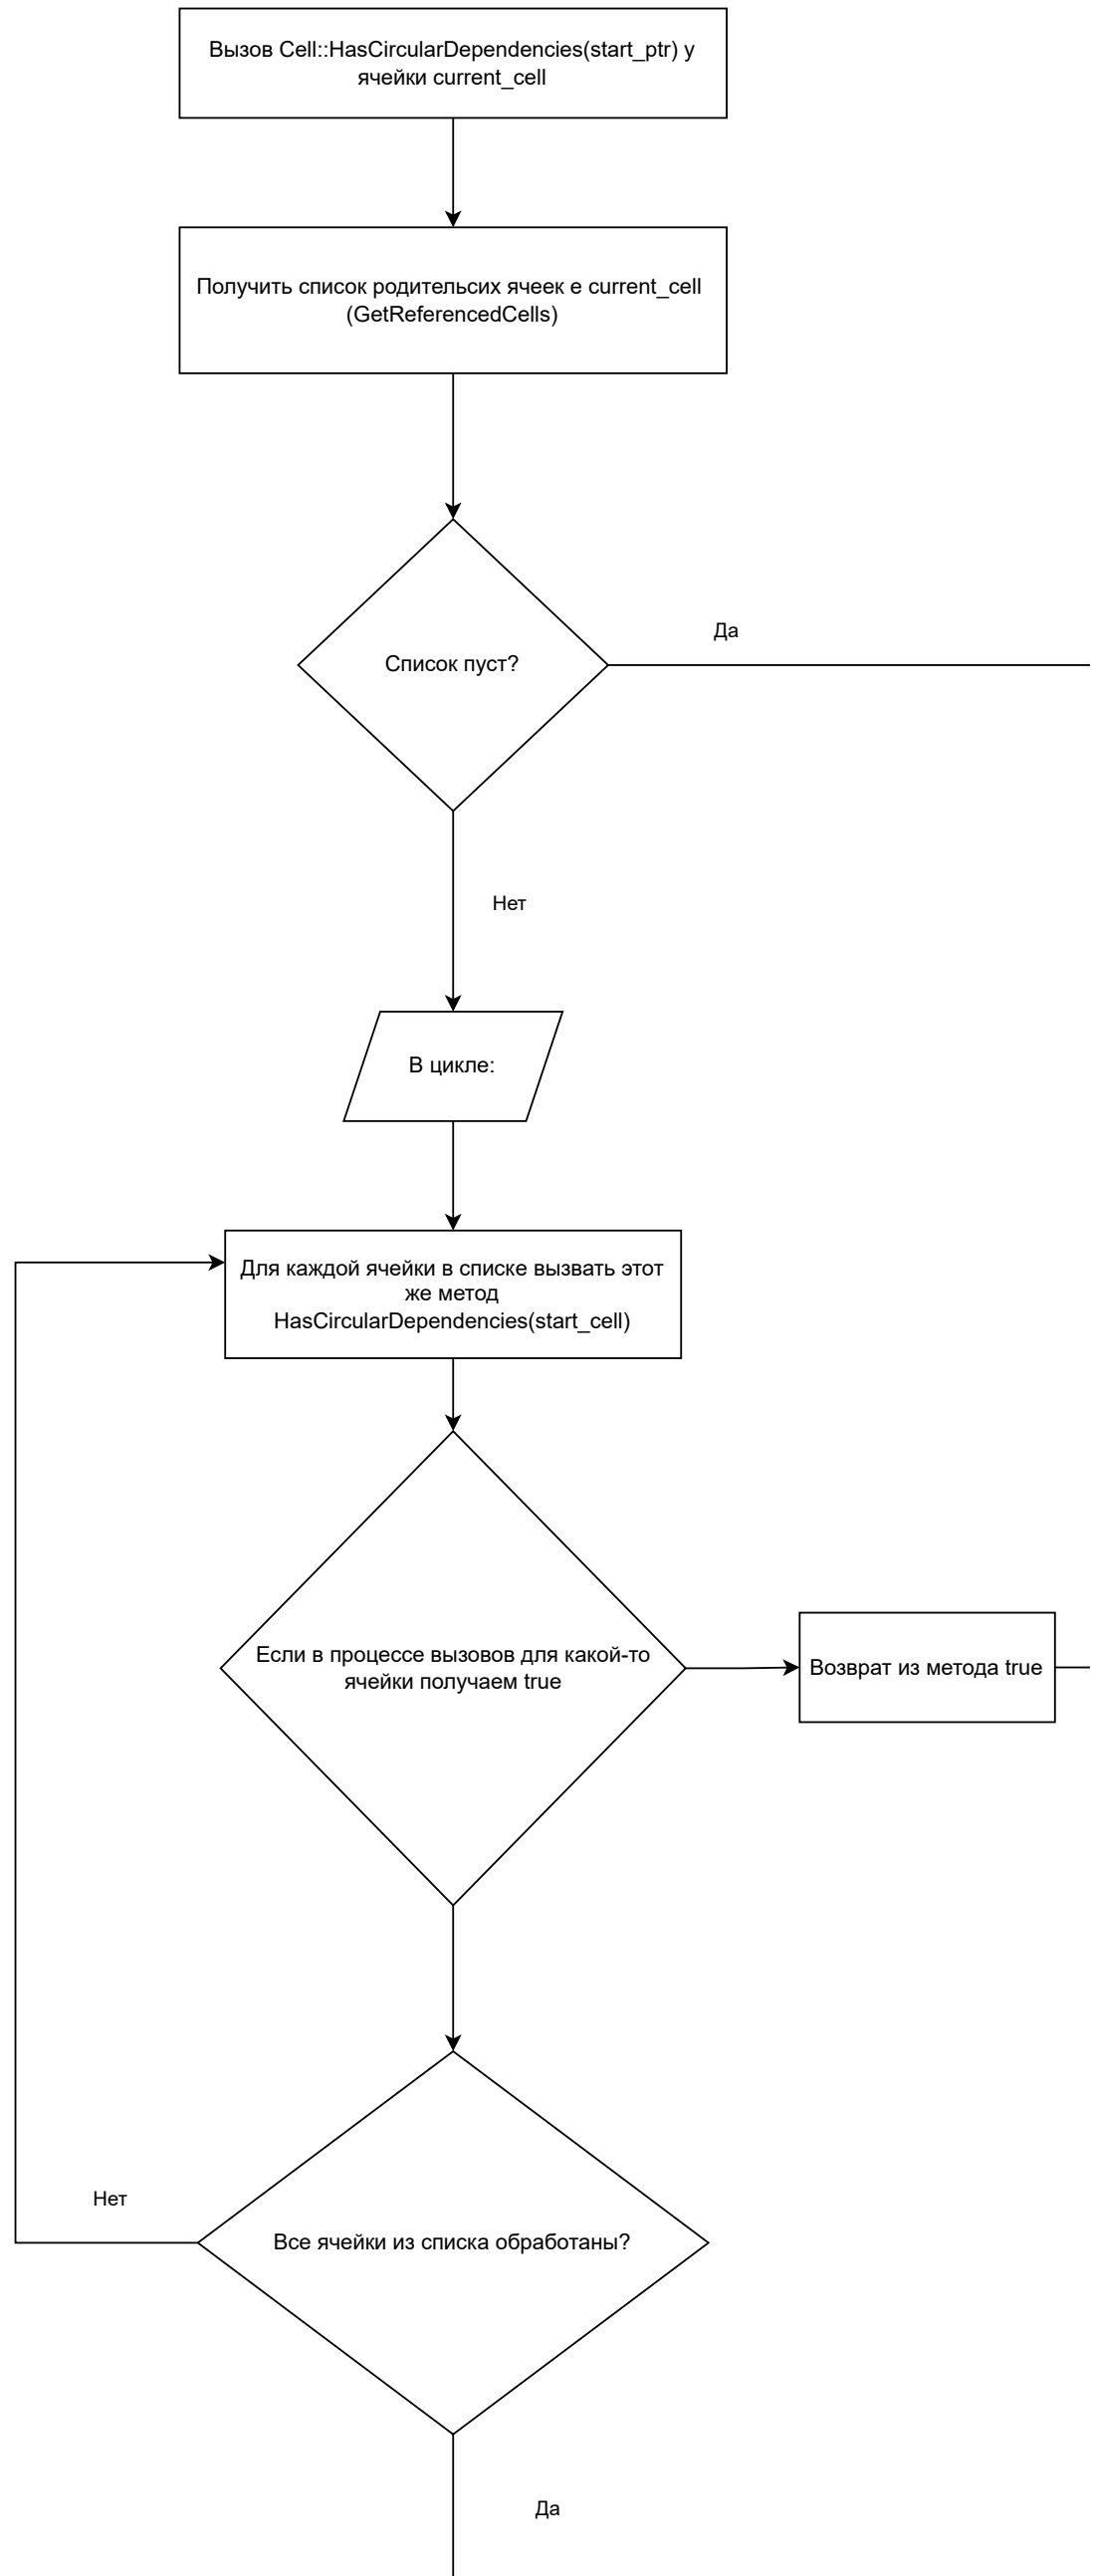 Вызов Cell::HasCircularDependencies(start_ptr) у
ячейки current_cell
Получить список родительсих ячеек е current_cell
(GetReferencedCells)
Список пуст?
Да
Нет
В цикле:
Для каждой ячейки в списке вызвать этот
же метод
HasCircularDependencies(start_cell)
Если в процессе вызовов для какой-то
ячейки получаем true
Возврат из метода true
Нет
Все ячейки из списка обработаны?
Да